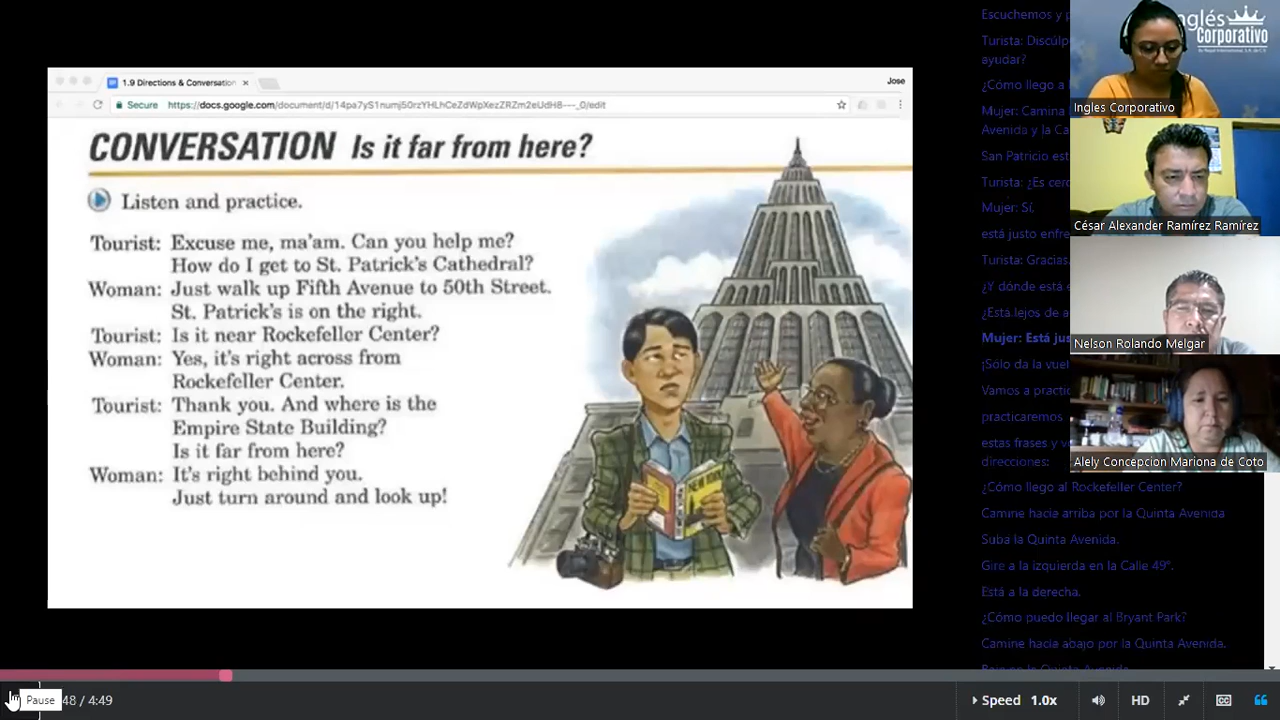 1.9 Directions & Conversation
Jose
Secure
https://docs.google.com/document/d/14pa7yS1numj50rzYHLhCeZdWpXezZRZm2eUdH8---_0/edit
CONVERSATION Is it far from here?
Listen and practice.
Tourist: Excuse me, ma'am. Can you help me?
How do I get to St. Patrick's Cathedral?
Woman: Just walk up Fifth Avenue to 50th Street.
St. Patrick's is on the right.
Tourist: Is it near Rockefeller Center?
Woman: Yes, it's right across from
Rockefeller Center.
Tourist: Thank you. And where is the
Empire State Building?
Is it far from here?
Woman: It's right behind you.
Just turn around and look up!
NEW YORK
Escuchemos y
Turista:
ayudar?
¿Cómo llego a
Mujer: Camina
Avenida y la
San Patricio
Turista: ¿Es
Mujer: Sí,
está justo
Turista: Gracias.
¿Y dónde está
¿Está lejos de
Mujer: Está
¡Sólo da la
Vamos a
practicaremos
estas frases y
direcciones:
¿Cómo llego al Rockefeller Center?
Camine hacia arriba por la Quinta Avenida
Suba la Quinta Avenida.
Gire a la izquierda en la Calle 49°.
Está a la derecha.
¿Cómo puedo llegar al Bryant Park?
Camine hacia abajo por la Quinta Avenida.
Inglés
Corporativo
Ingles Corporativo
César Alexander Ramírez Ramírez
Nelson Rolando Melgar
Alely Concepcion Mariona de Coto
Pause
48 / 4:49
Speed 1.0x
HD
CC